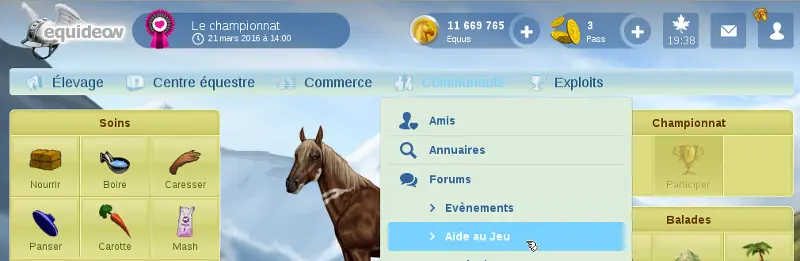 equideow
Le championnat
21 mars 2016 à 14:00
11 669 765
Equus
3
Pass
19:38
Élevage
Centre équestre
Commerce
Communauté
Exploits
Soins
Nourrir
Boire
Caresser
Panser
Carotte
Mash
Amis
Annuaires
Forums
Evènements
Aide au Jeu
Championnat
Participer
Balades